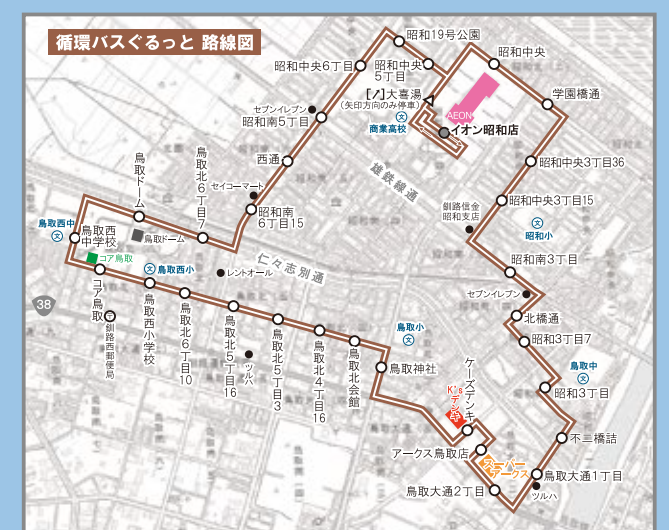 循環バスぐるっと 路線図
昭和19号公園
昭和中央6丁目
昭和中央
5丁目
昭和中央
学園橋通
[↗]大喜湯
(矢印方向のみ停車)
商業高校
AEON
イオン昭和店
セブンイレブン
昭和南5丁目
西通
雄鉄線通
昭和中央3丁目36
昭和中央3丁目15
釧路信金
昭和支店
昭和小
セイコーマート
昭和南
6丁目15
鳥取北6丁目7
鳥取ドーム
鳥取ドーム
鳥取西中
鳥取西
中学校
コア鳥取
コア鳥取
鳥取西小
レントオール
仁々志別通
昭和南3丁目
セブンイレブン
北橋通
昭和3丁目7
38
釧路西郵便局
鳥取西小学校
鳥取北6丁目10
鳥取北5丁目16
ツルハ
鳥取北5丁目3
鳥取北4丁目16
鳥取北会館
鳥取小
鳥取神社
ケーズデンキ
K'sデンキ
鳥取中
昭和3丁目
不二橋詰
アークス鳥取店
スーパー
アークス
鳥取大通2丁目
鳥取大通1丁目
ツルハ